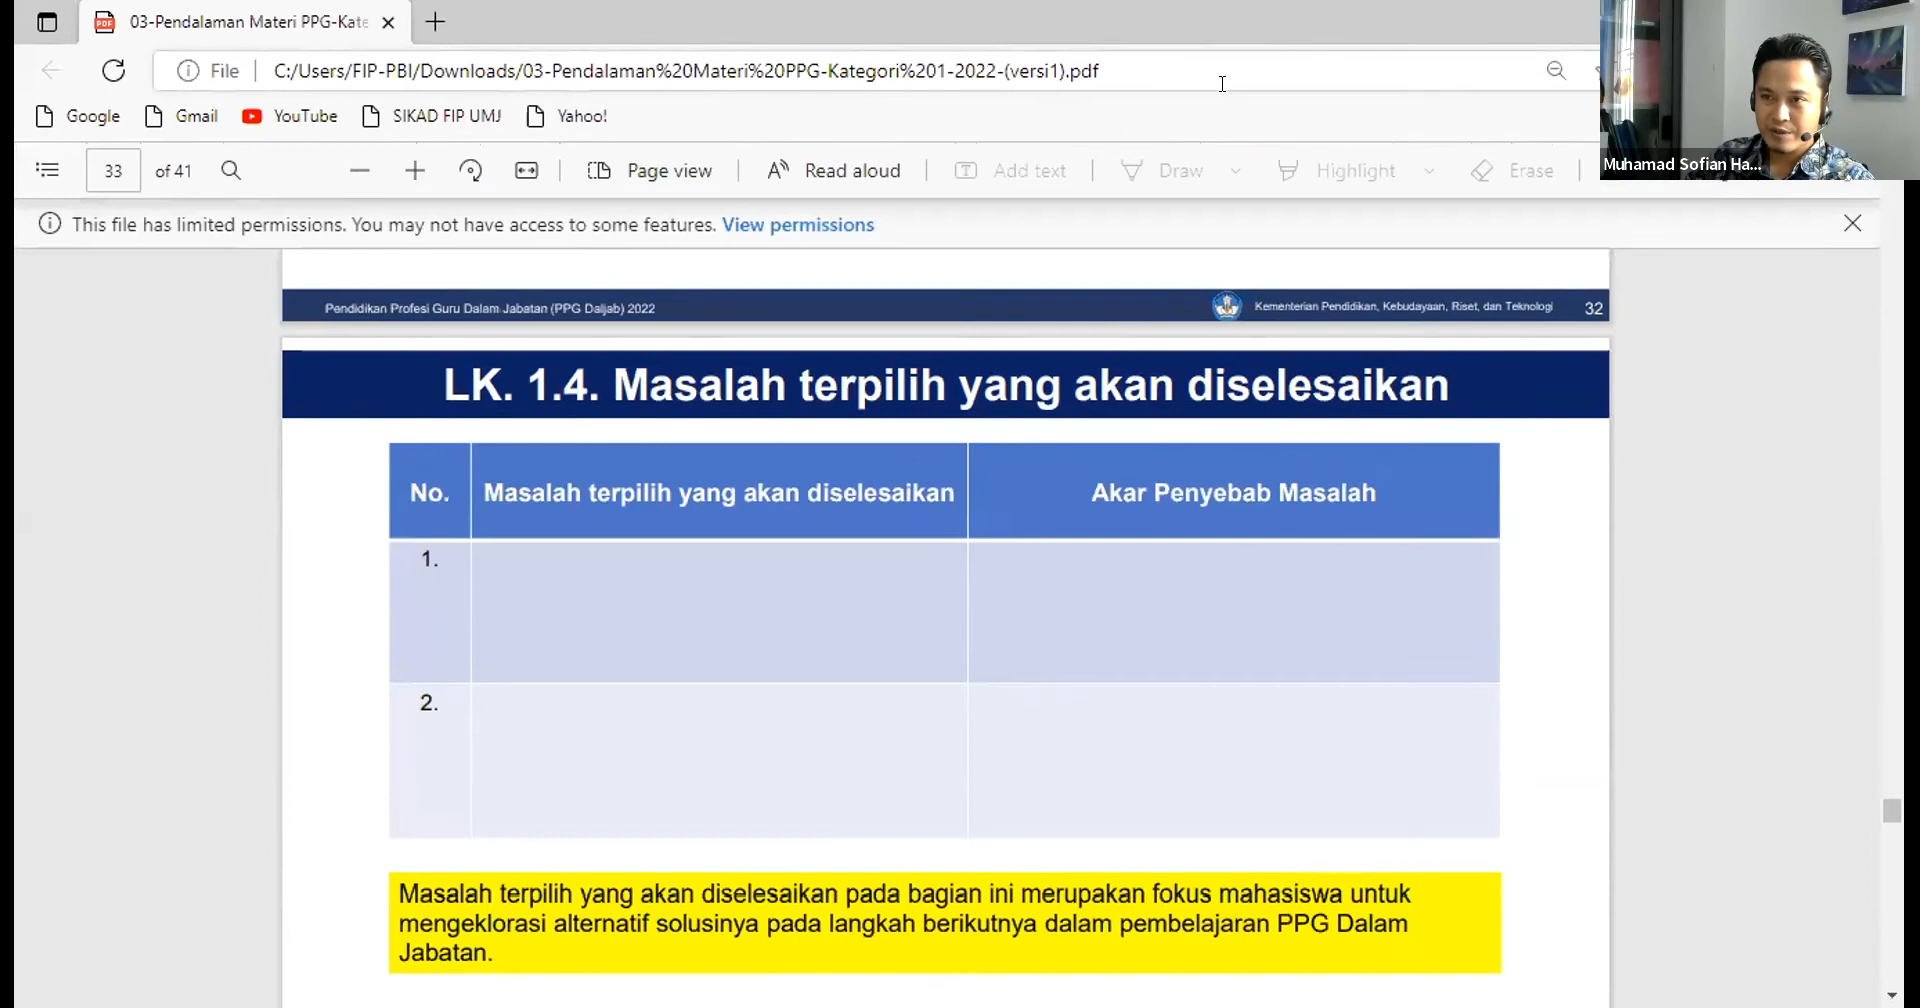 03-Pendalaman Materi PPG-Kate
File
C:/Users/FIP-PBI/Downloads/03-Pendalaman%20Materi%20PPG-Kategori%201-2022-(versi1).pdf
Google Gmail YouTube SIKAD FIP UMJ Yahoo!
33 of 41 Page view Read aloud Add text Draw Highlight Erase
Muhamad Sofian Ha...
This file has limited permissions. You may not have access to some features. View permissions
Pendidikan Profesi Guru Dalam Jabatan (PPG Daljab) 2022
Kementerian Pendidikan, Kebudayaan, Riset, dan Teknologi 32
LK. 1.4. Masalah terpilih yang akan diselesaikan
No. Masalah terpilih yang akan diselesaikan Akar Penyebab Masalah
1.
2.
Masalah terpilih yang akan diselesaikan pada bagian ini merupakan fokus mahasiswa untuk
mengeklorasi alternatif solusinya pada langkah berikutnya dalam pembelajaran PPG Dalam
Jabatan.